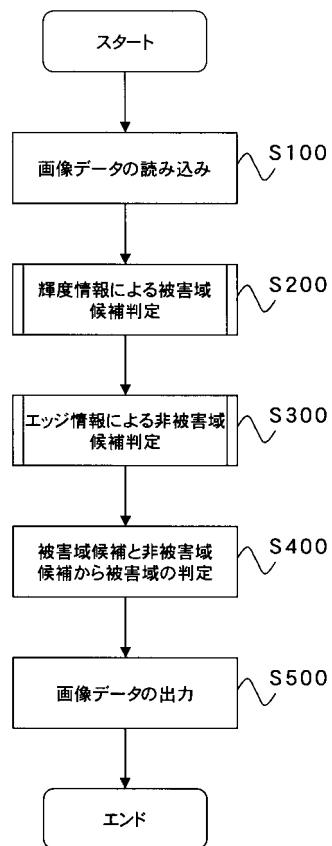 スタート
画像データの読み込み
S100
輝度情報による被害域
候補判定
S200
エッジ情報による非被害域
候補判定
S300
被害域候補と非被害域
候補から被害域の判定
S400
画像データの出力
S500
エンド